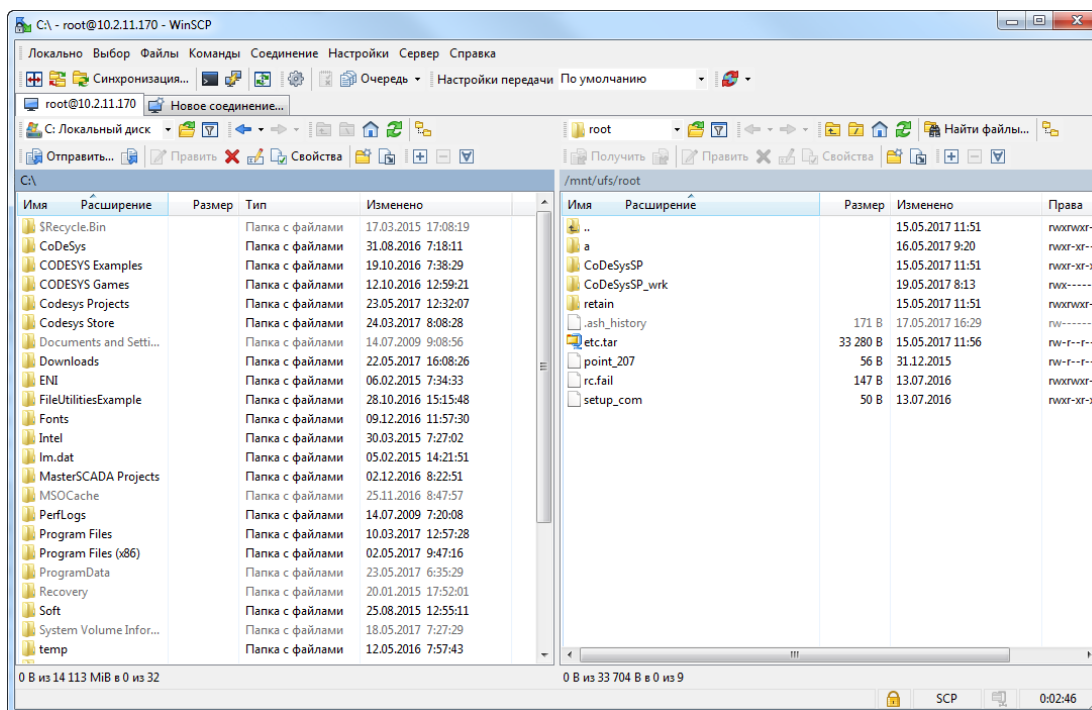 C:\ - root@10.2.11.170 - WinSCP
Локально Выбор Файлы Команды Соединение Настройки Сервер Справка
Синхронизация... Очередь Настройки передачи По умолчанию
root@10.2.11.170 Новое соединение...
C: Локальный диск root Найти файлы...
Отправить... Править Свойства Получить Править Свойства
C:\ /mnt/ufs/root
Имя Расширение Размер Тип Изменено Имя Расширение Размер Изменено Права
$Recycle.Bin Папка с файлами 17.03.2015 17:08:19 .. 15.05.2017 11:51 rwxrwxr-
CoDeSys Папка с файлами 31.08.2016 7:18:11 a 16.05.2017 9:20 rwxr-xr--
CODESYS Examples Папка с файлами 19.10.2016 7:38:29 CoDeSysSP 15.05.2017 11:51 rwxr-xr-x
CODESYS Games Папка с файлами 12.10.2016 12:59:21 CoDeSysSP_wrk 19.05.2017 8:13 rwx-----
Codesys Projects Папка с файлами 23.05.2017 12:32:07 retain 15.05.2017 11:51 rwxrwxr-
Codesys Store Папка с файлами 24.03.2017 8:08:28 .ash_history 171 B 17.05.2017 16:29 rw-------
Documents and Setti... Папка с файлами 14.07.2009 9:08:56 etc.tar 33 280 B 15.05.2017 11:56 rw-r--r--
Downloads Папка с файлами 22.05.2017 16:08:26 point_207 56 B 31.12.2015 rw-r--r--
ENI Папка с файлами 06.02.2015 7:34:33 rc.fail 147 B 13.07.2016 rwxrwxr-
FileUtilitiesExample Папка с файлами 28.10.2016 15:15:48 setup_com 50 B 13.07.2016 rwxr-xr-x
Fonts Папка с файлами 09.12.2016 11:57:30
Intel Папка с файлами 30.03.2015 7:27:02
lm.dat Папка с файлами 05.02.2015 14:21:51
MasterSCADA Projects Папка с файлами 02.12.2016 8:22:51
MSOCache Папка с файлами 25.11.2016 8:47:57
PerfLogs Папка с файлами 14.07.2009 7:20:08
Program Files Папка с файлами 10.03.2017 12:57:28
Program Files (x86) Папка с файлами 02.05.2017 9:47:16
ProgramData Папка с файлами 23.05.2017 6:35:29
Recovery Папка с файлами 20.01.2015 17:52:01
Soft Папка с файлами 25.08.2015 12:55:11
System Volume Infor... Папка с файлами 18.05.2017 7:27:29
temp Папка с файлами 12.05.2016 7:57:43
0 B из 14 113 MiB в 0 из 32 0 B из 33 704 B в 0 из 9
SCP 0:02:46